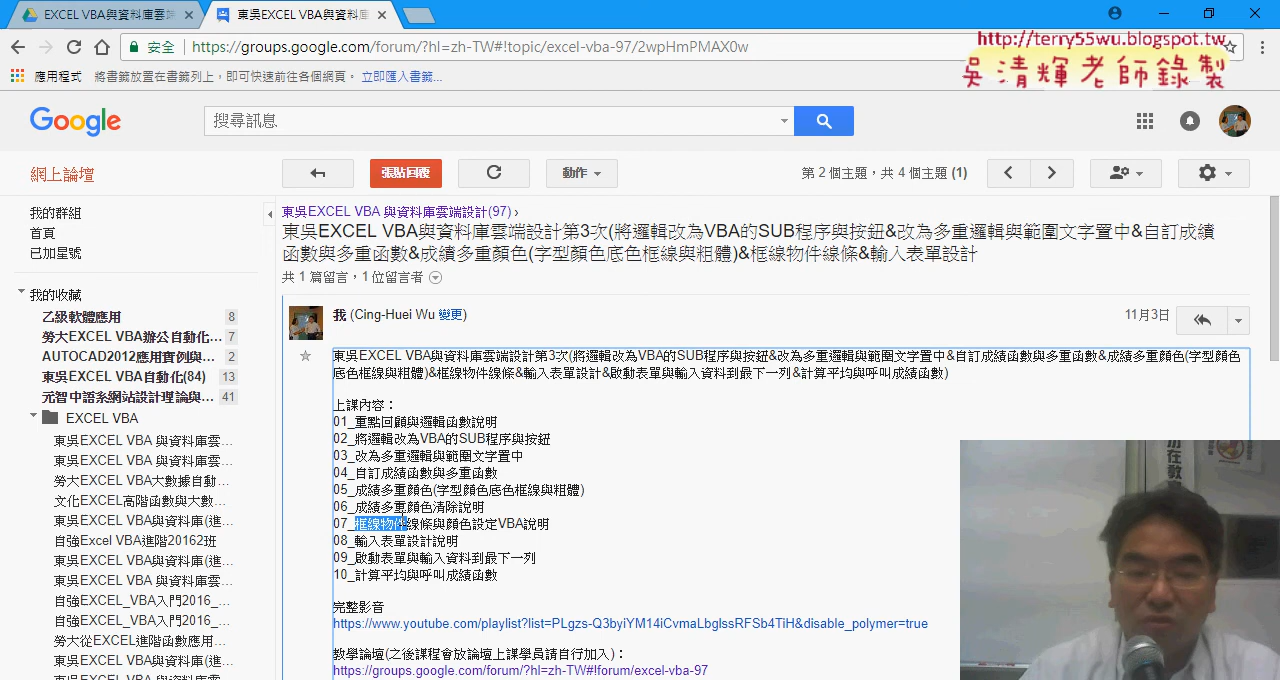 EXCEL VBA與資料庫雲端
東吳EXCEL VBA與資料庫
安全
https://groups.google.com/forum/?hl=zh-TW#!topic/excel-vba-97/2wpHmPMAX0w
http://terry55wu.blogspot.tw
吳清輝老師錄製
應用程式 將書籤放置在書籤列上，即可快速前往各個網頁。 立即匯入書籤...
Google
搜尋訊息
網上論壇
張貼回覆
動作
第 2 個主題，共 4 個主題 (1)
我的群組
首頁
已加星號
我的收藏
乙級軟體應用 8
勞大EXCEL VBA辦公自動化... 7
AUTOCAD2012應用實例與... 2
東吳EXCEL VBA自動化(84) 13
元智中語系網站設計理論與... 41
EXCEL VBA
東吳EXCEL VBA 與資料庫雲...
東吳EXCEL VBA 與資料庫雲...
勞大EXCEL VBA大數據自動...
文化EXCEL高階函數與大數...
東吳EXCEL VBA與資料庫(進...
自強Excel VBA進階20162班
東吳EXCEL VBA與資料庫(進...
東吳EXCEL VBA 與資料庫雲...
自強EXCEL_VBA入門2016_...
自強EXCEL_VBA入門2016_...
勞大從EXCEL進階函數應用...
東吳EXCEL VBA與資料庫(進...
東吳EXCEL VBA與資料庫(進...
東吳EXCEL VBA 與資料庫雲端設計(97) ›
東吳EXCEL VBA與資料庫雲端設計第3次(將邏輯改為VBA的SUB程序與按鈕&改為多重邏輯與範圍文字置中&自訂成績
函數與多重函數&成績多重顏色(字型顏色底色框線與粗體)&框線物件線條&輸入表單設計
共 1 篇留言，1 位留言者
我 (Cing-Huei Wu 變更)
11月3日
東吳EXCEL VBA與資料庫雲端設計第3次(將邏輯改為VBA的SUB程序與按鈕&改為多重邏輯與範圍文字置中&自訂成績函數與多重函數&成績多重顏色(字型顏色
底色框線與粗體)&框線物件線條&輸入表單設計&啟動表單與輸入資料到最下一列&計算平均與呼叫成績函數)
上課內容：
01_重點回顧與邏輯函數說明
02_將邏輯改為VBA的SUB程序與按鈕
03_改為多重邏輯與範圍文字置中
04_自訂成績函數與多重函數
05_成績多重顏色(字型顏色底色框線與粗體)
06_成績多重顏色清除說明
07_框線物件線條與顏色設定VBA說明
08_輸入表單設計說明
09_啟動表單與輸入資料到最下一列
10_計算平均與呼叫成績函數
完整影音
https://www.youtube.com/playlist?list=PLgzs-Q3byiYM14iCvmaLbglssRFSb4TiH&disable_polymer=true
教學論壇(之後課程會放論壇上課學員請自行加入)：
https://groups.google.com/forum/?hl=zh-TW#!forum/excel-vba-97